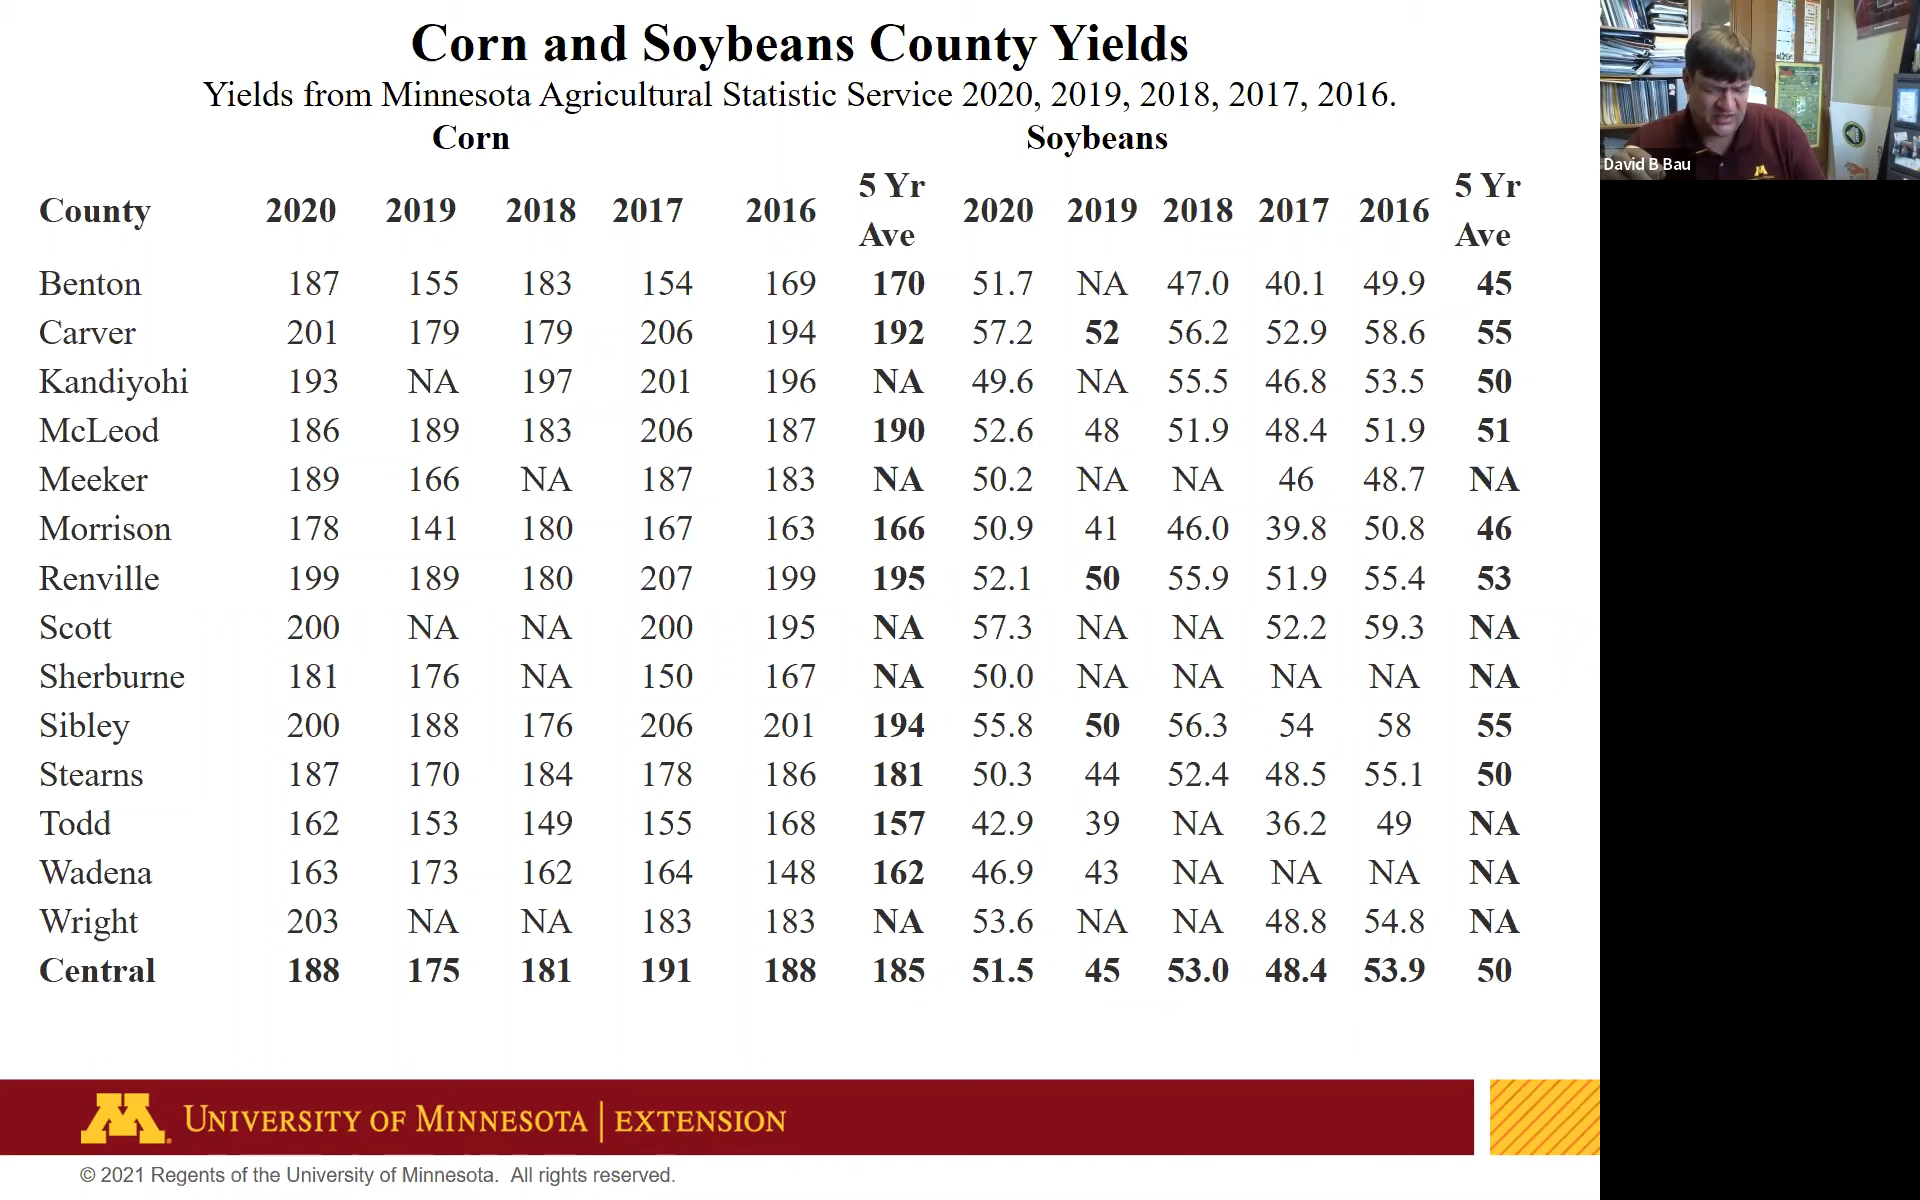 Corn and Soybeans County Yields
Yields from Minnesota Agricultural Statistic Service 2020, 2019, 2018, 2017, 2016.
Corn Soybeans
County 2020 2019 2018 2017 2016 5 Yr Ave 2020 2019 2018 2017 2016 5 Yr Ave
Benton 187 155 183 154 169 170 51.7 NA 47.0 40.1 49.9 45
Carver 201 179 179 206 194 192 57.2 52 56.2 52.9 58.6 55
Kandiyohi 193 NA 197 201 196 NA 49.6 NA 55.5 46.8 53.5 50
McLeod 186 189 183 206 187 190 52.6 48 51.9 48.4 51.9 51
Meeker 189 166 NA 187 183 NA 50.2 NA NA 46 48.7 NA
Morrison 178 141 180 167 163 166 50.9 41 46.0 39.8 50.8 46
Renville 199 189 180 207 199 195 52.1 50 55.9 51.9 55.4 53
Scott 200 NA NA 200 195 NA 57.3 NA NA 52.2 59.3 NA
Sherburne 181 176 NA 150 167 NA 50.0 NA NA NA NA NA
Sibley 200 188 176 206 201 194 55.8 50 56.3 54 58 55
Stearns 187 170 184 178 186 181 50.3 44 52.4 48.5 55.1 50
Todd 162 153 149 155 168 157 42.9 39 NA 36.2 49 NA
Wadena 163 173 162 164 148 162 46.9 43 NA NA NA NA
Wright 203 NA NA 183 183 NA 53.6 NA NA 48.8 54.8 NA
Central 188 175 181 191 188 185 51.5 45 53.0 48.4 53.9 50
M UNIVERSITY OF MINNESOTA | EXTENSION
© 2021 Regents of the University of Minnesota. All rights reserved.
David B Bau